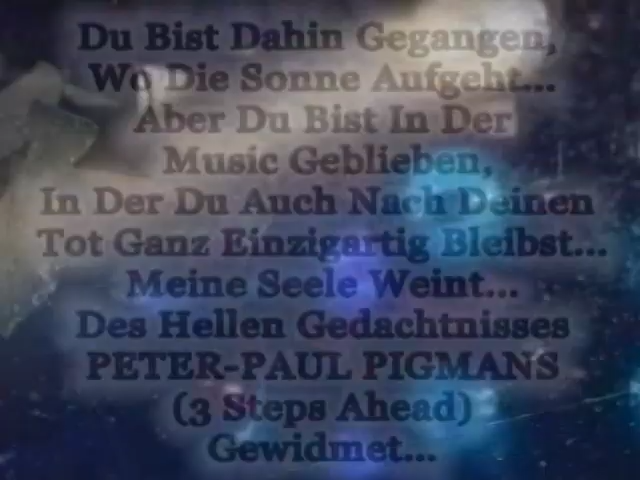 Du Bist Dahin Gegangen,
Wo Die Sonne Aufgeht...
Aber Du Bist In Der
Music Geblieben,
In Der Du Auch Nach Deinen
Tot Ganz Einzigartig Bleibst...
Meine Seele Weint...
Des Hellen Gedachtnisses
PETER-PAUL PIGMANS
(3 Steps Ahead)
Gewidmet...